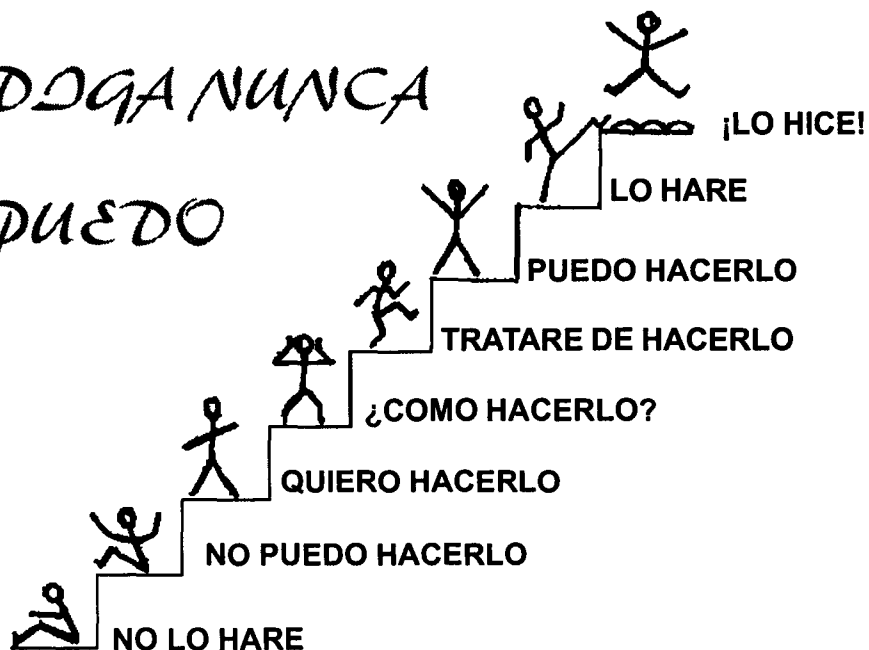 DIGA NUNCA
PUEDO
¡LO HICE!
LO HARE
PUEDO HACERLO
TRATARE DE HACERLO
¿COMO HACERLO?
QUIERO HACERLO
NO PUEDO HACERLO
NO LO HARE